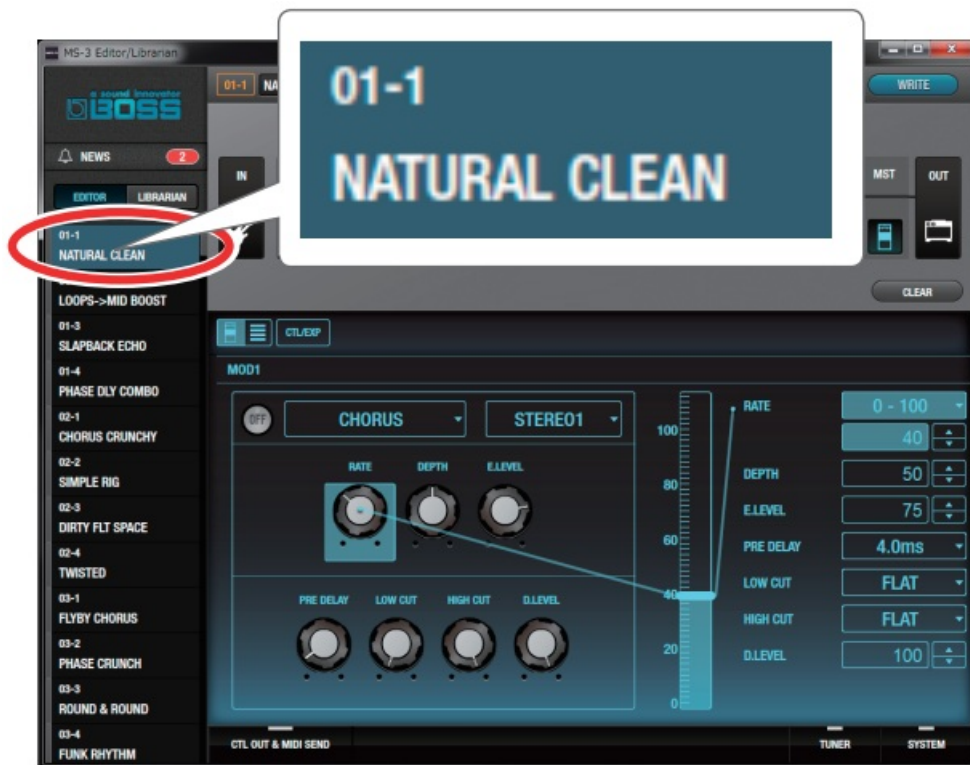 MS-3 Editor/Librarian
a sound innovator
BOSS
NEWS
2
EDITOR
LIBRARIAN
01-1
NATURAL CLEAN
LOOPS->MID BOOST
01-3
SLAPBACK ECHO
01-4
PHASE DLY COMBO
02-1
CHORUS CRUNCHY
02-2
SIMPLE RIG
02-3
DIRTY FLT SPACE
02-4
TWISTED
03-1
FLYBY CHORUS
03-2
PHASE CRUNCH
03-3
ROUND & ROUND
03-4
FUNK RHYTHM
01-1
NA
01-1
NATURAL CLEAN
WRITE
IN
MST
OUT
CLEAR
CTL/EXP
MOD1
OFF
CHORUS
STEREO1
RATE
DEPTH
E.LEVEL
PRE DELAY
LOW CUT
HIGH CUT
D.LEVEL
100
80
60
40
20
0
RATE
0 - 100
40
DEPTH
50
E.LEVEL
75
PRE DELAY
4.0ms
LOW CUT
FLAT
HIGH CUT
FLAT
D.LEVEL
100
CTL OUT & MIDI SEND
TUNER
SYSTEM